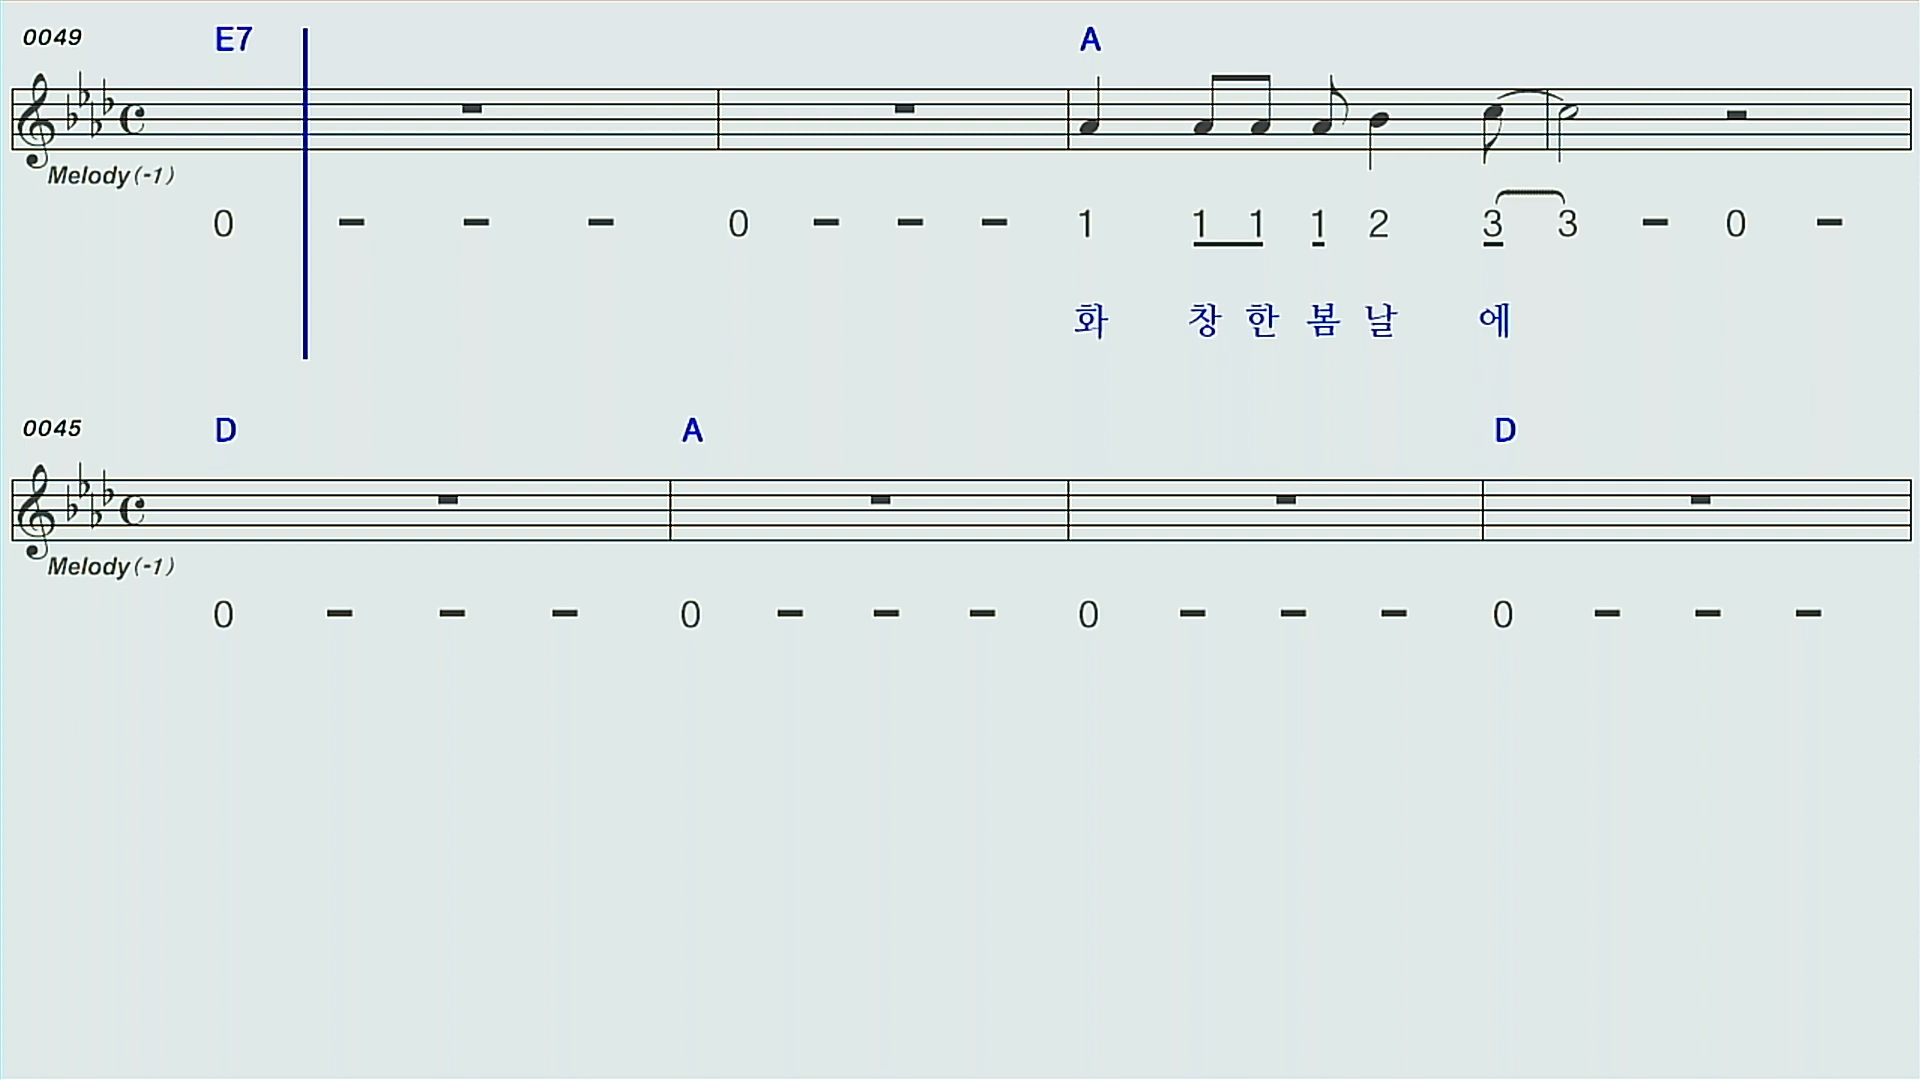 0049 E7 A
Melody(-1)
0 - - - 0 - - - 1 1 1 1 2 3 3 - 0 -
화 창 한 봄 날 에
0045 D A D
Melody(-1)
0 - - - 0 - - - 0 - - - 0 - - -